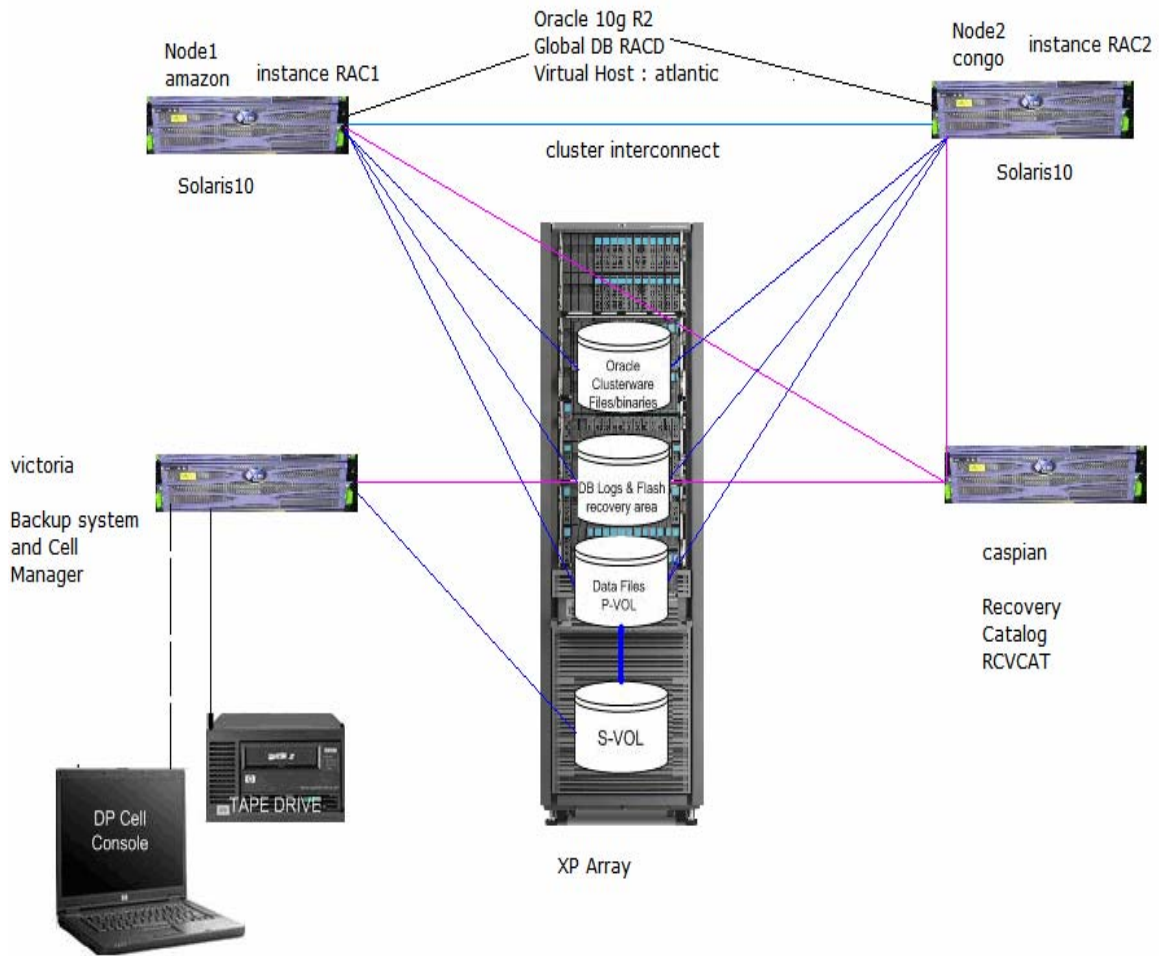 Oracle 10g R2
Global DB RACD
Virtual Host : atlantic
Node1
amazon
instance RAC1
Node2
congo
instance RAC2
cluster interconnect
Solaris10
Solaris10
Oracle
Clusterware
Files/binaries
DB Logs & Flash
recovery area
Data Files
P-VOL
S-VOL
XP Array
victoria
Backup system
and Cell
Manager
caspian
Recovery
Catalog
RCVCAT
TAPE DRIVE
DP Cell
Console